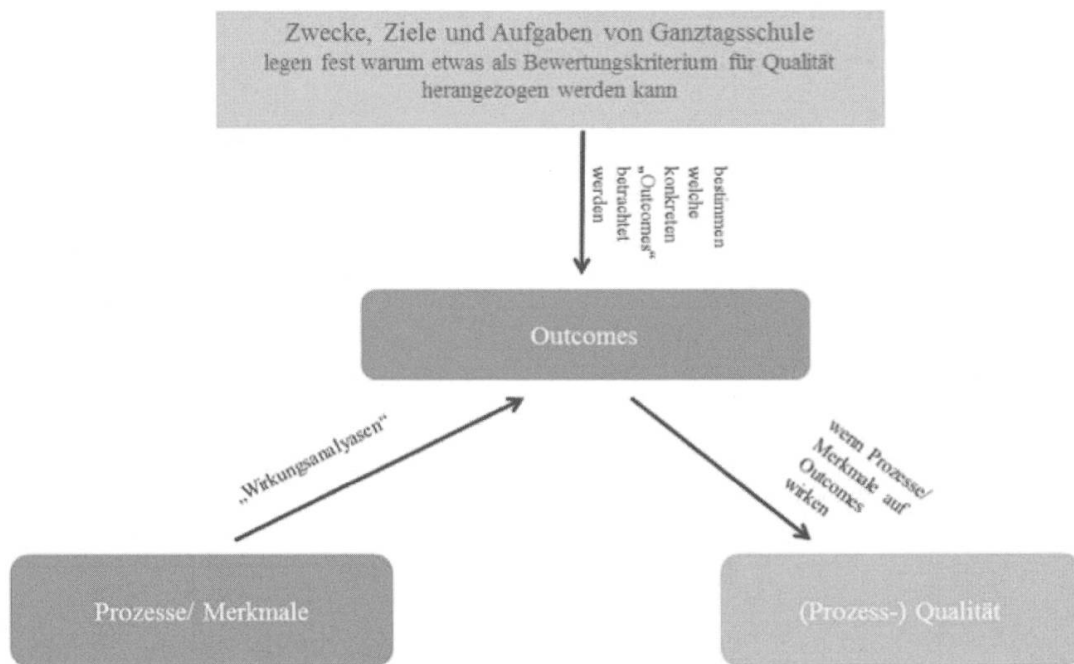 Zwecke, Ziele und Aufgaben von Ganztagsschule
legen fest warum etwas als Bewertungskriterium für Qualität
herangezogen werden kann
bestimmen
welche
konkreten
„Outcomes“
betrachtet
werden
Outcomes
„Wirkungsanalyasen“
wenn Prozesse/
Merkmale auf
Outcomes
wirken
Prozesse/ Merkmale
(Prozess-) Qualität